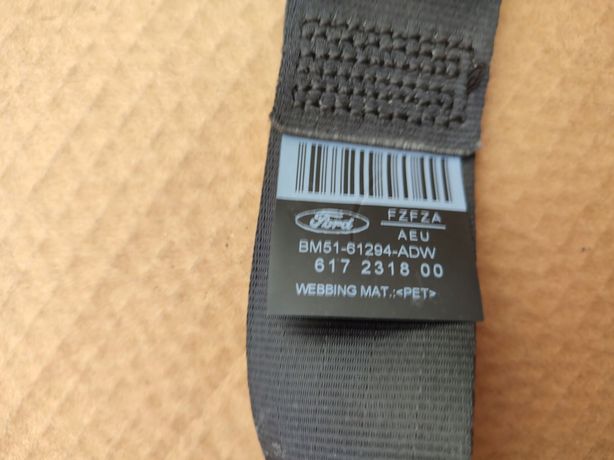 Ford
FZFZA
AEU
BM51-61294-ADW
617 2318 00
WEBBING MAT.:<PET>